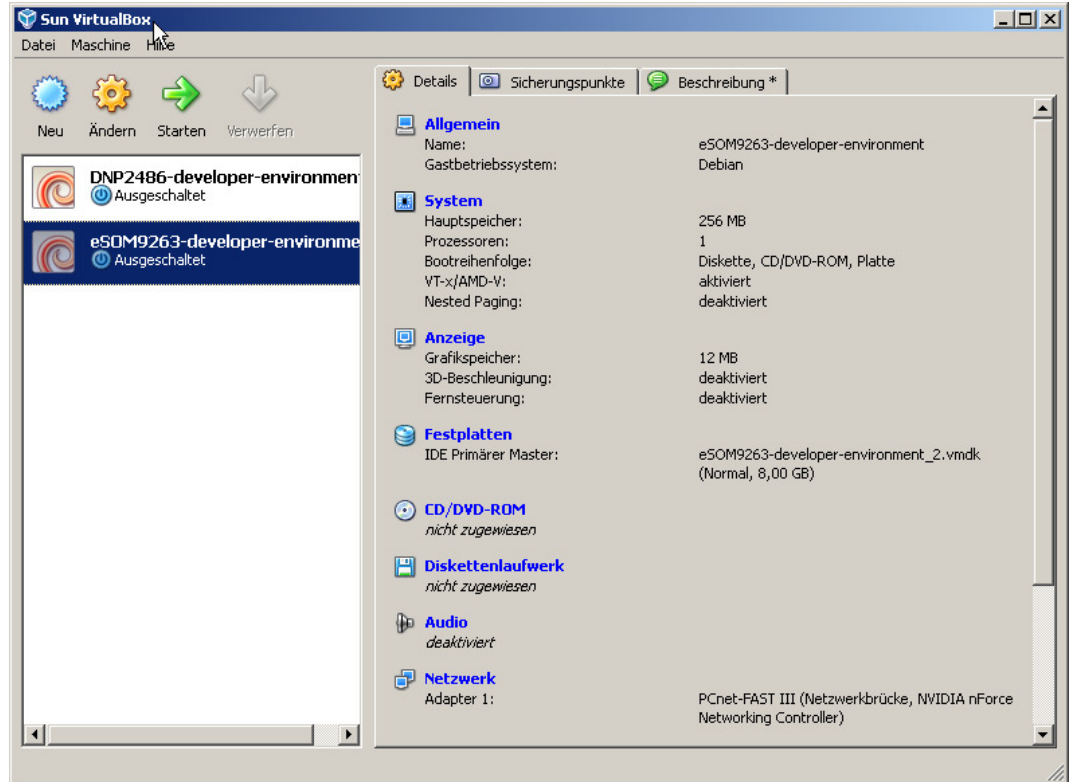 Sun VirtualBox
Datei Maschine Hilfe
Neu Ändern Starten Verwerfen
DNP2486-developer-environmen
Ausgeschaltet
eSOM9263-developer-environme
Ausgeschaltet
Details Sicherungspunkte Beschreibung *
Allgemein
Name: eSOM9263-developer-environment
Gastbetriebssystem: Debian
System
Hauptspeicher: 256 MB
Prozessoren: 1
Bootreihenfolge: Diskette, CD/DVD-ROM, Platte
VT-x/AMD-V: aktiviert
Nested Paging: deaktiviert
Anzeige
Grafikspeicher: 12 MB
3D-Beschleunigung: deaktiviert
Fernsteuerung: deaktiviert
Festplatten
IDE Primärer Master: eSOM9263-developer-environment_2.vmdk
(Normal, 8,00 GB)
CD/DVD-ROM
nicht zugewiesen
Diskettenlaufwerk
nicht zugewiesen
Audio
deaktiviert
Netzwerk
Adapter 1: PCnet-FAST III (Netzwerkbrücke, NVIDIA nForce
Networking Controller)